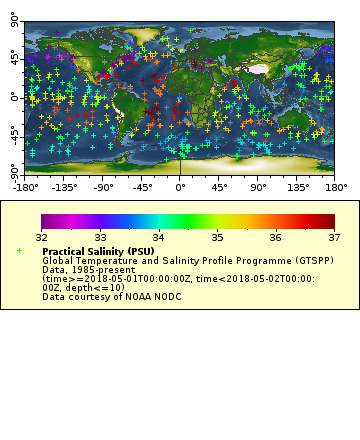 90°
45°
0°
-45°
-90°
-180° -135° -90° -45° 0° 45° 90° 135° 180°
32 33 34 35 36 37
Practical Salinity (PSU)
Global Temperature and Salinity Profile Programme (GTSPP)
Data, 1985-present
(time>=2018-05-01T00:00:00Z, time<2018-05-02T00:00:
00Z, depth<=10)
Data courtesy of NOAA NODC